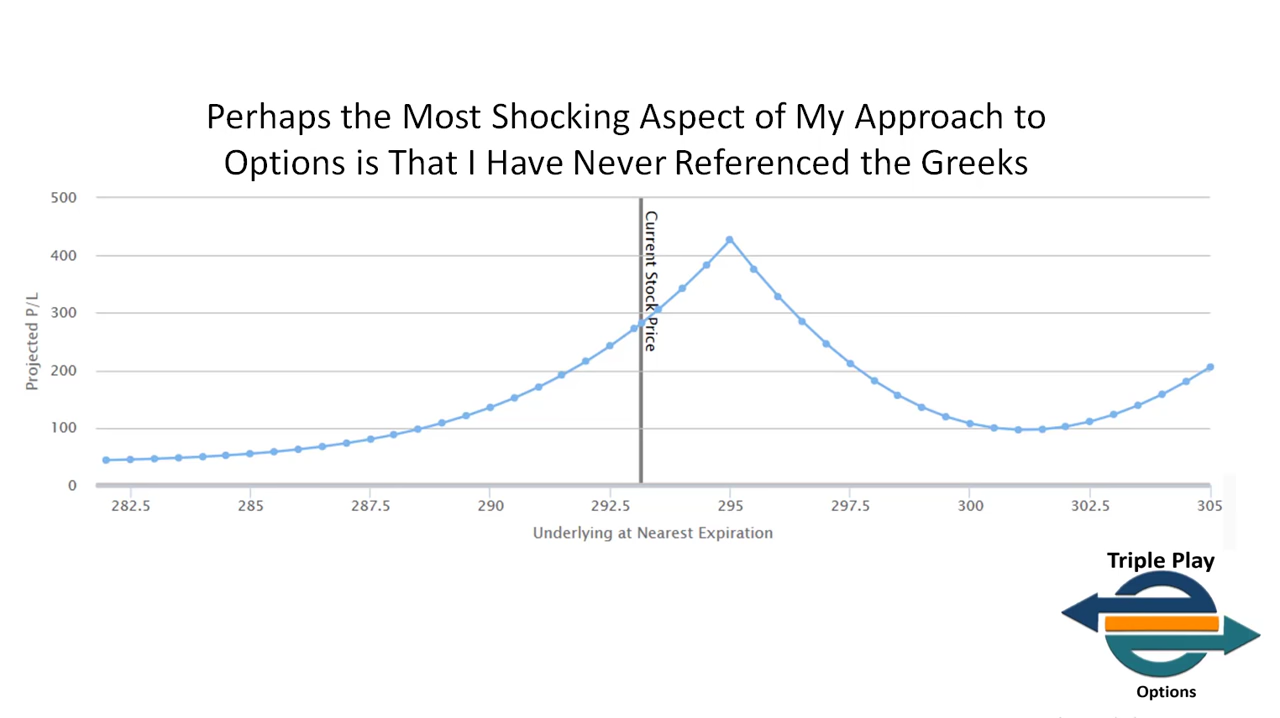 Perhaps the Most Shocking Aspect of My Approach to
Options is That I Have Never Referenced the Greeks
500
400
300
200
100
0
Projected P/L
Current Stock Price
282.5 285 287.5 290 292.5 295 297.5 300 302.5 305
Underlying at Nearest Expiration
Triple Play
Options